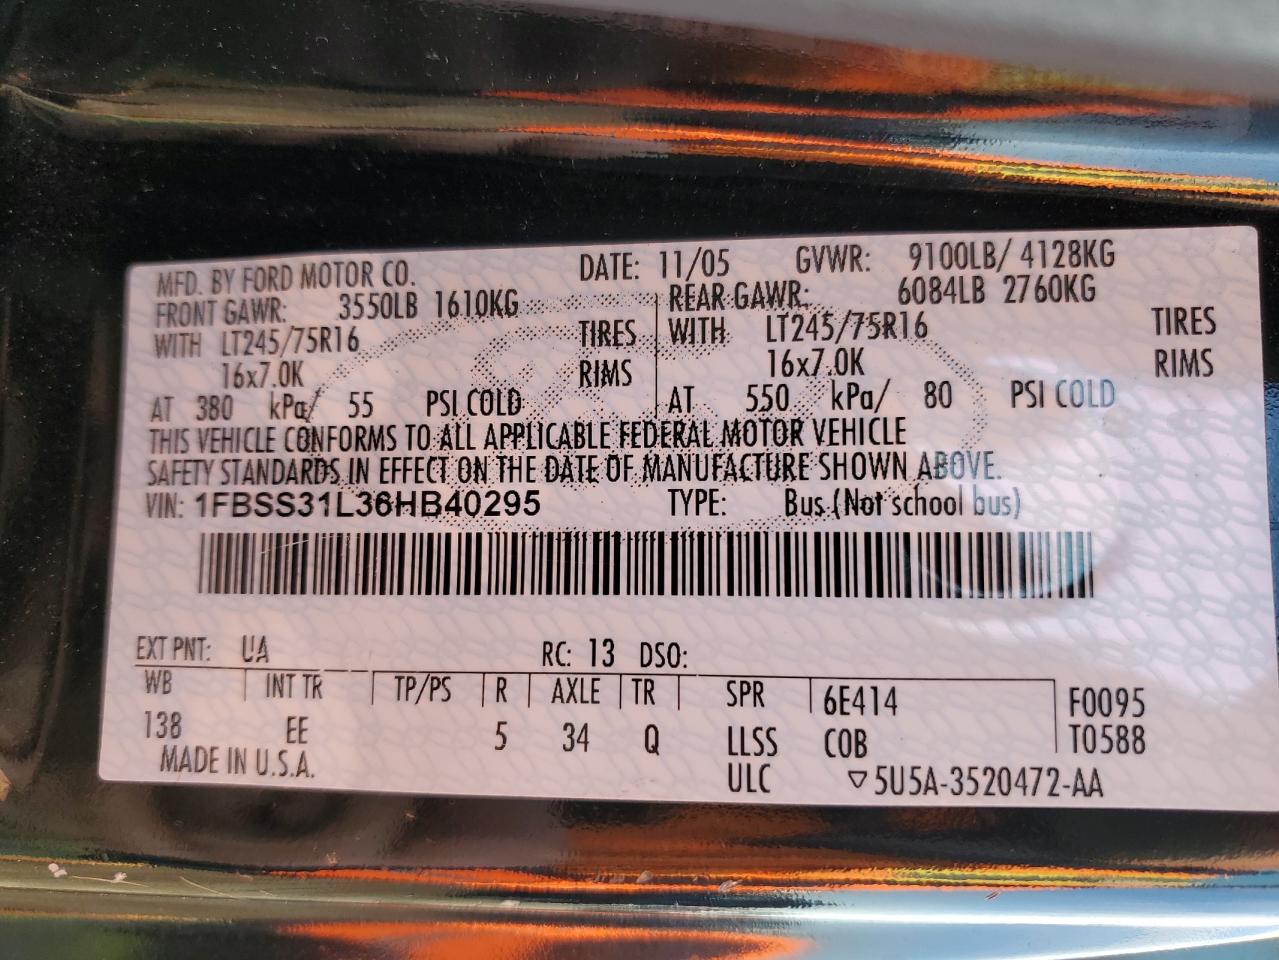 MFD. BY FORD MOTOR CO. DATE: 11/05 GVWR: 9100LB/ 4128KG
FRONT GAWR: 3550LB 1610KG REAR GAWR: 6084LB 2760KG
WITH LT245/75R16 TIRES WITH LT245/75R16 TIRES
16x7.0K RIMS 16x7.0K RIMS
AT 380 kPa/ 55 PSI COLD AT 550 kPa/ 80 PSI COLD
THIS VEHICLE CONFORMS TO ALL APPLICABLE FEDERAL MOTOR VEHICLE
SAFETY STANDARDS IN EFFECT ON THE DATE OF MANUFACTURE SHOWN ABOVE.
VIN: 1FBSS31L36HB40295 TYPE: Bus (Not school bus)
EXT PNT: UA RC: 13 DSO:
WB INT TR TP/PS R AXLE TR SPR 6E414 F0095
138 EE 5 34 Q LLSS COB T0588
MADE IN U.S.A. ULC ▽5U5A-3520472-AA